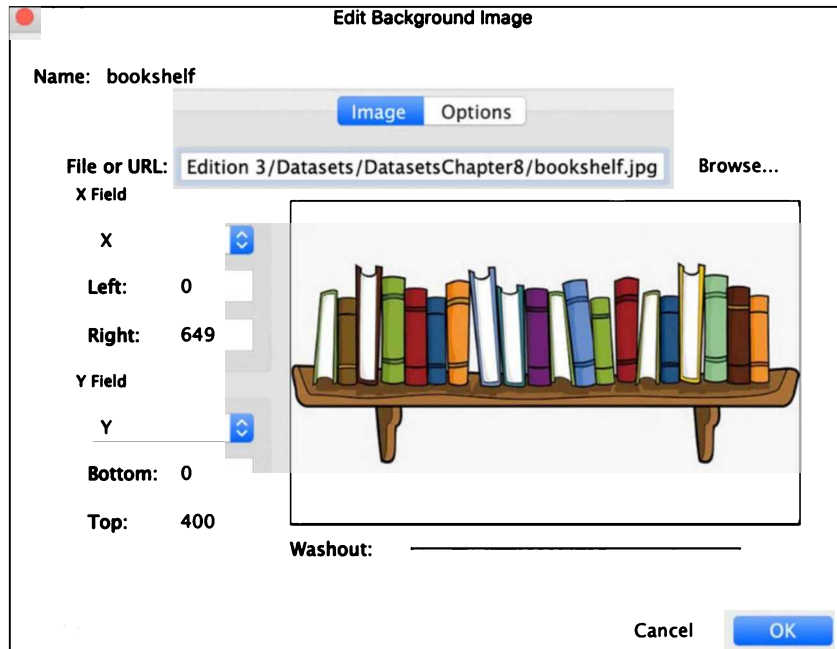 Edit Background Image
Name: bookshelf
Image Options
File or URL: Edition 3/Datasets/DatasetsChapter8/bookshelf.jpg Browse...
X Field
X
Left: 0
Right: 649
Y Field
Y
Bottom: 0
Top: 400
Washout:
Cancel OK